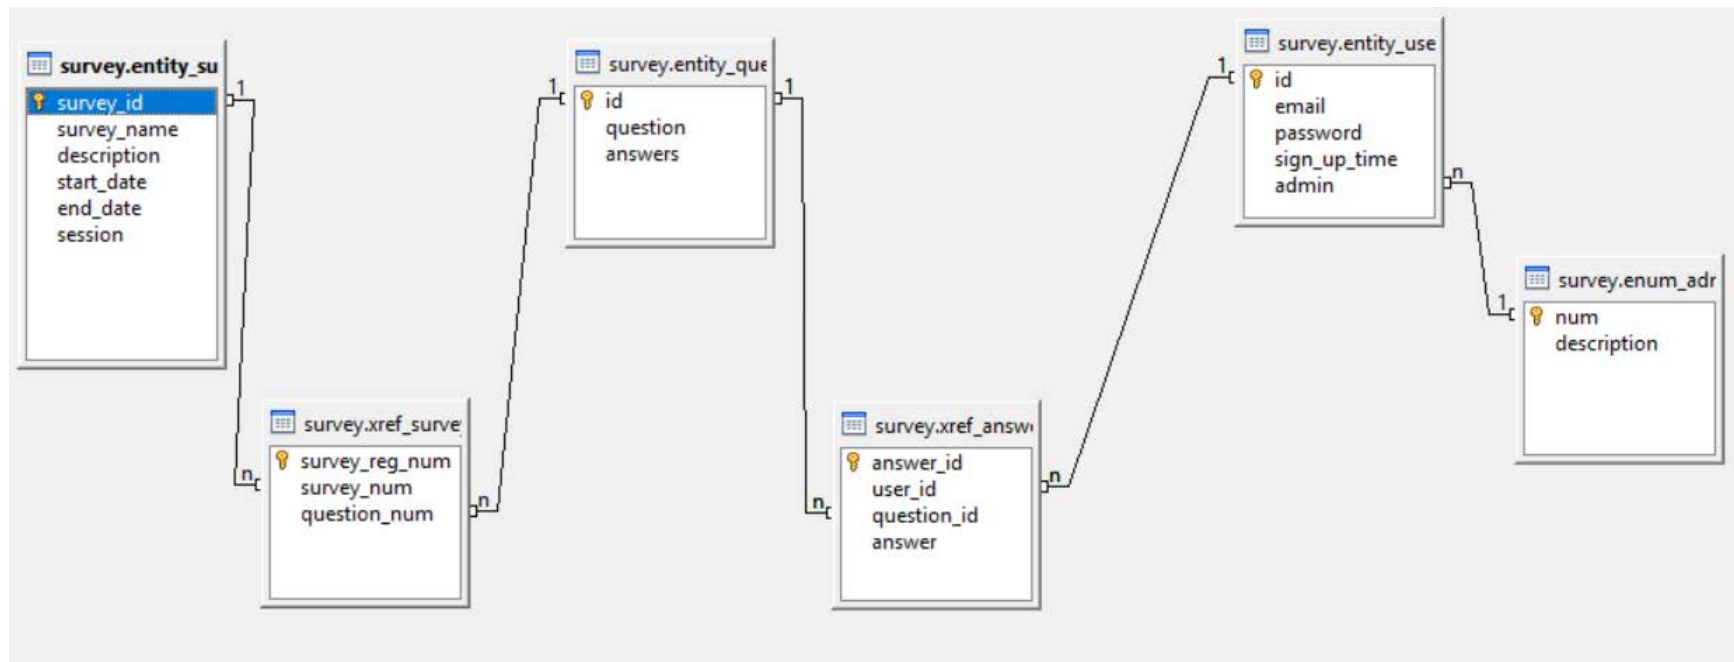 survey.entity_su
survey_id
survey_name
description
start_date
end_date
session
1
survey.xref_surve
survey_reg_num
survey_num
question_num
n
n
survey.entity_que
id
question
answers
1
1
survey.xref_answ
answer_id
user_id
question_id
answer
n
n
survey.entity_use
id
email
password
sign_up_time
admin
1
n
survey.enum_adr
num
description
1